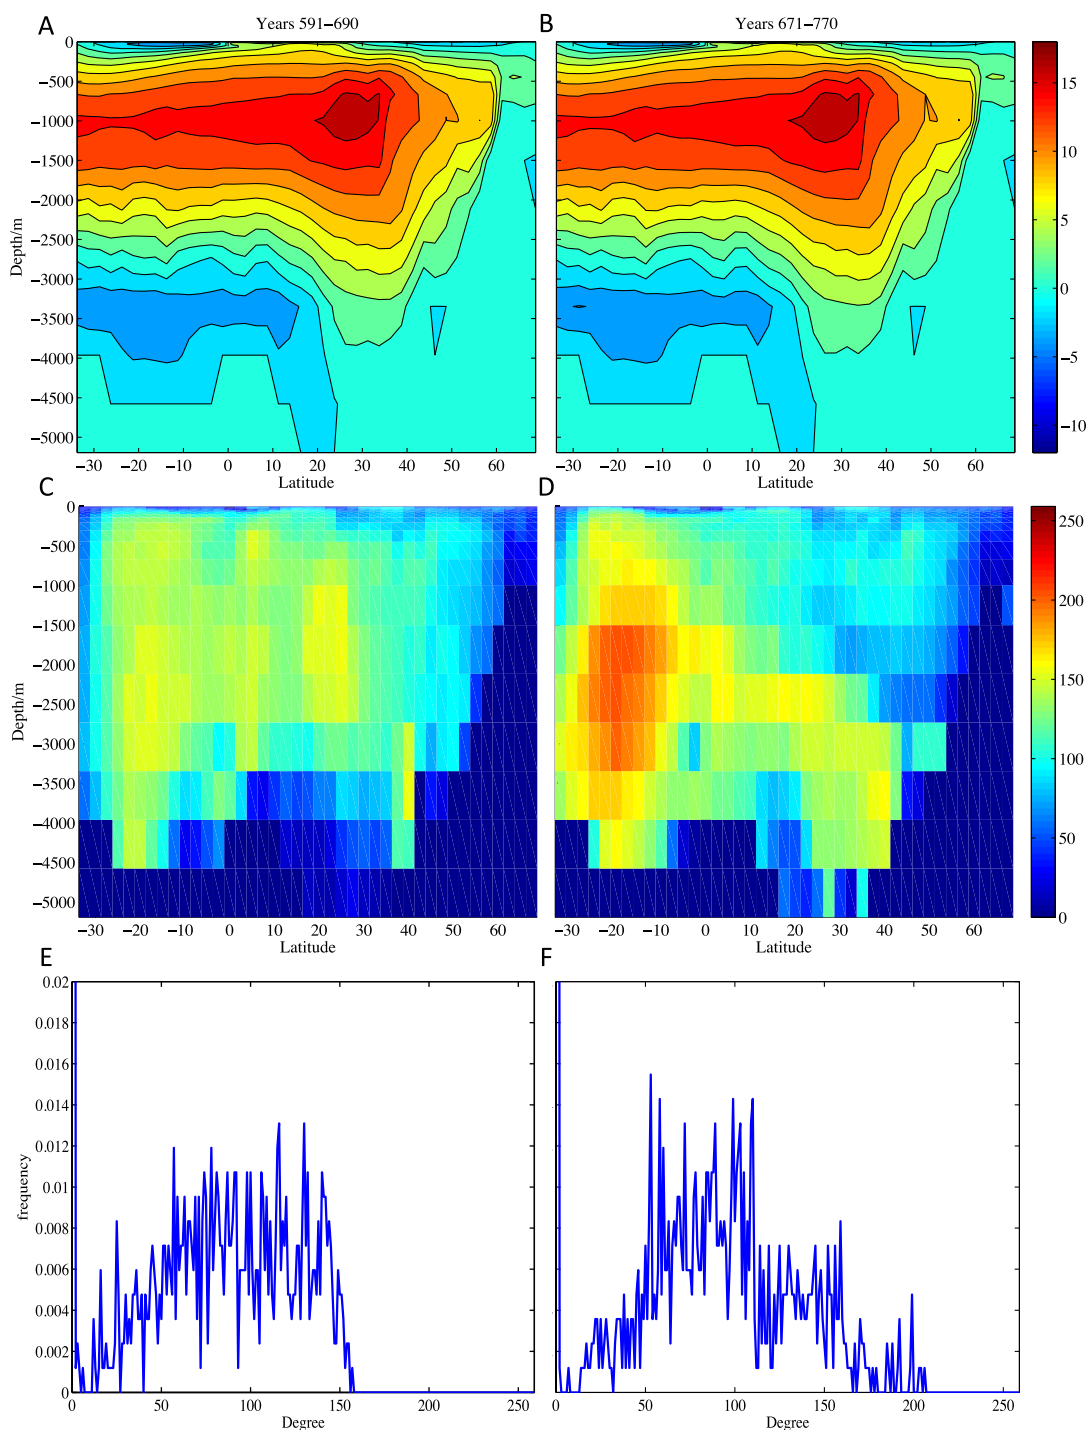 A
Years 591−690
B
Years 671−770
0
−500
−1000
−1500
−2000
−2500
−3000
−3500
−4000
−4500
−5000
Depth/m
−30 −20 −10 0 10 20 30 40 50 60
Latitude
−30 −20 −10 0 10 20 30 40 50 60
Latitude
15
10
5
0
−5
−10
C
D
0
−500
−1000
−1500
−2000
−2500
−3000
−3500
−4000
−4500
−5000
Depth/m
−30 −20 −10 0 10 20 30 40 50 60
Latitude
−30 −20 −10 0 10 20 30 40 50 60
Latitude
250
200
150
100
50
0
E
F
0.02
0.018
0.016
0.014
0.012
0.01
0.008
0.006
0.004
0.002
0
frequency
0 50 100 150 200 250
Degree
0 50 100 150 200 250
Degree